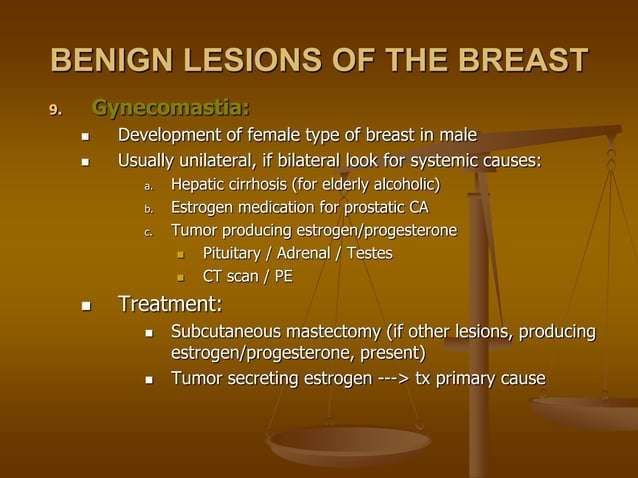 BENIGN LESIONS OF THE BREAST
9. Gynecomastia:
Development of female type of breast in male
Usually unilateral, if bilateral look for systemic causes:
a. Hepatic cirrhosis (for elderly alcoholic)
b. Estrogen medication for prostatic CA
c. Tumor producing estrogen/progesterone
Pituitary / Adrenal / Testes
CT scan / PE
Treatment:
Subcutaneous mastectomy (if other lesions, producing
estrogen/progesterone, present)
Tumor secreting estrogen ---> tx primary cause